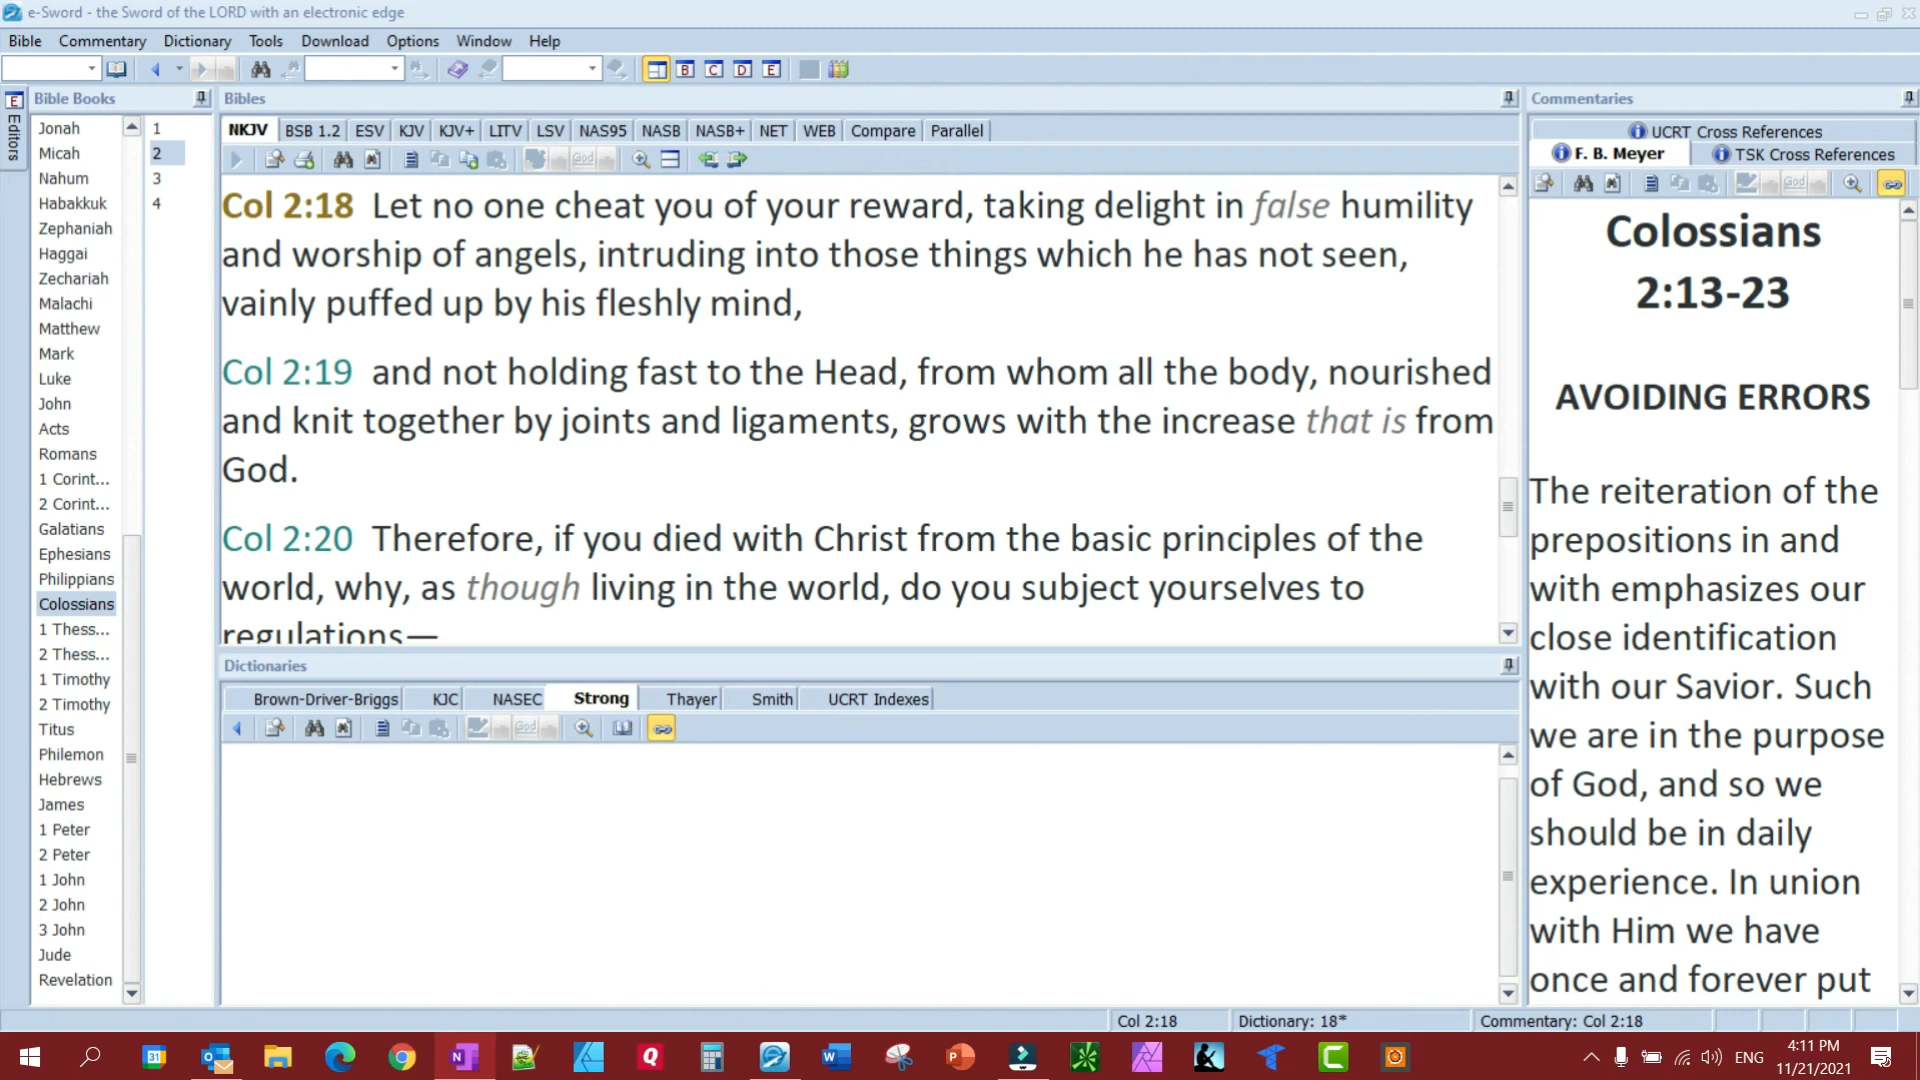 e-Sword - the Sword of the LORD with an electronic edge
Bible Commentary Dictionary Tools Download Options Window Help
B C D E
E Editors
Bible Books
Jonah
Micah
Nahum
Habakkuk
Zephaniah
Haggai
Zechariah
Malachi
Matthew
Mark
Luke
John
Acts
Romans
1 Corint...
2 Corint...
Galatians
Ephesians
Philippians
Colossians
1 Thess...
2 Thess...
1 Timothy
2 Timothy
Titus
Philemon
Hebrews
James
1 Peter
2 Peter
1 John
2 John
3 John
Jude
Revelation
1
2
3
4
Bibles
NKJV BSB 1.2 ESV KJV KJV+ LITV LSV NAS95 NASB NASB+ NET WEB Compare Parallel
God
Col 2:18 Let no one cheat you of your reward, taking delight in false humility
and worship of angels, intruding into those things which he has not seen,
vainly puffed up by his fleshly mind,
Col 2:19 and not holding fast to the Head, from whom all the body, nourished
and knit together by joints and ligaments, grows with the increase that is from
God.
Col 2:20 Therefore, if you died with Christ from the basic principles of the
world, why, as though living in the world, do you subject yourselves to
regulations—
Dictionaries
Brown-Driver-Briggs KJC NASEC Strong Thayer Smith UCRT Indexes
God
Commentaries
UCRT Cross References
F. B. Meyer TSK Cross References
God
Colossians
2:13-23
AVOIDING ERRORS
The reiteration of the
prepositions in and
with emphasizes our
close identification
with our Savior. Such
we are in the purpose
of God, and so we
should be in daily
experience. In union
with Him we have
once and forever put
Col 2:18 Dictionary: 18* Commentary: Col 2:18
31 N Q W P C ENG
4:11 PM
11/21/2021